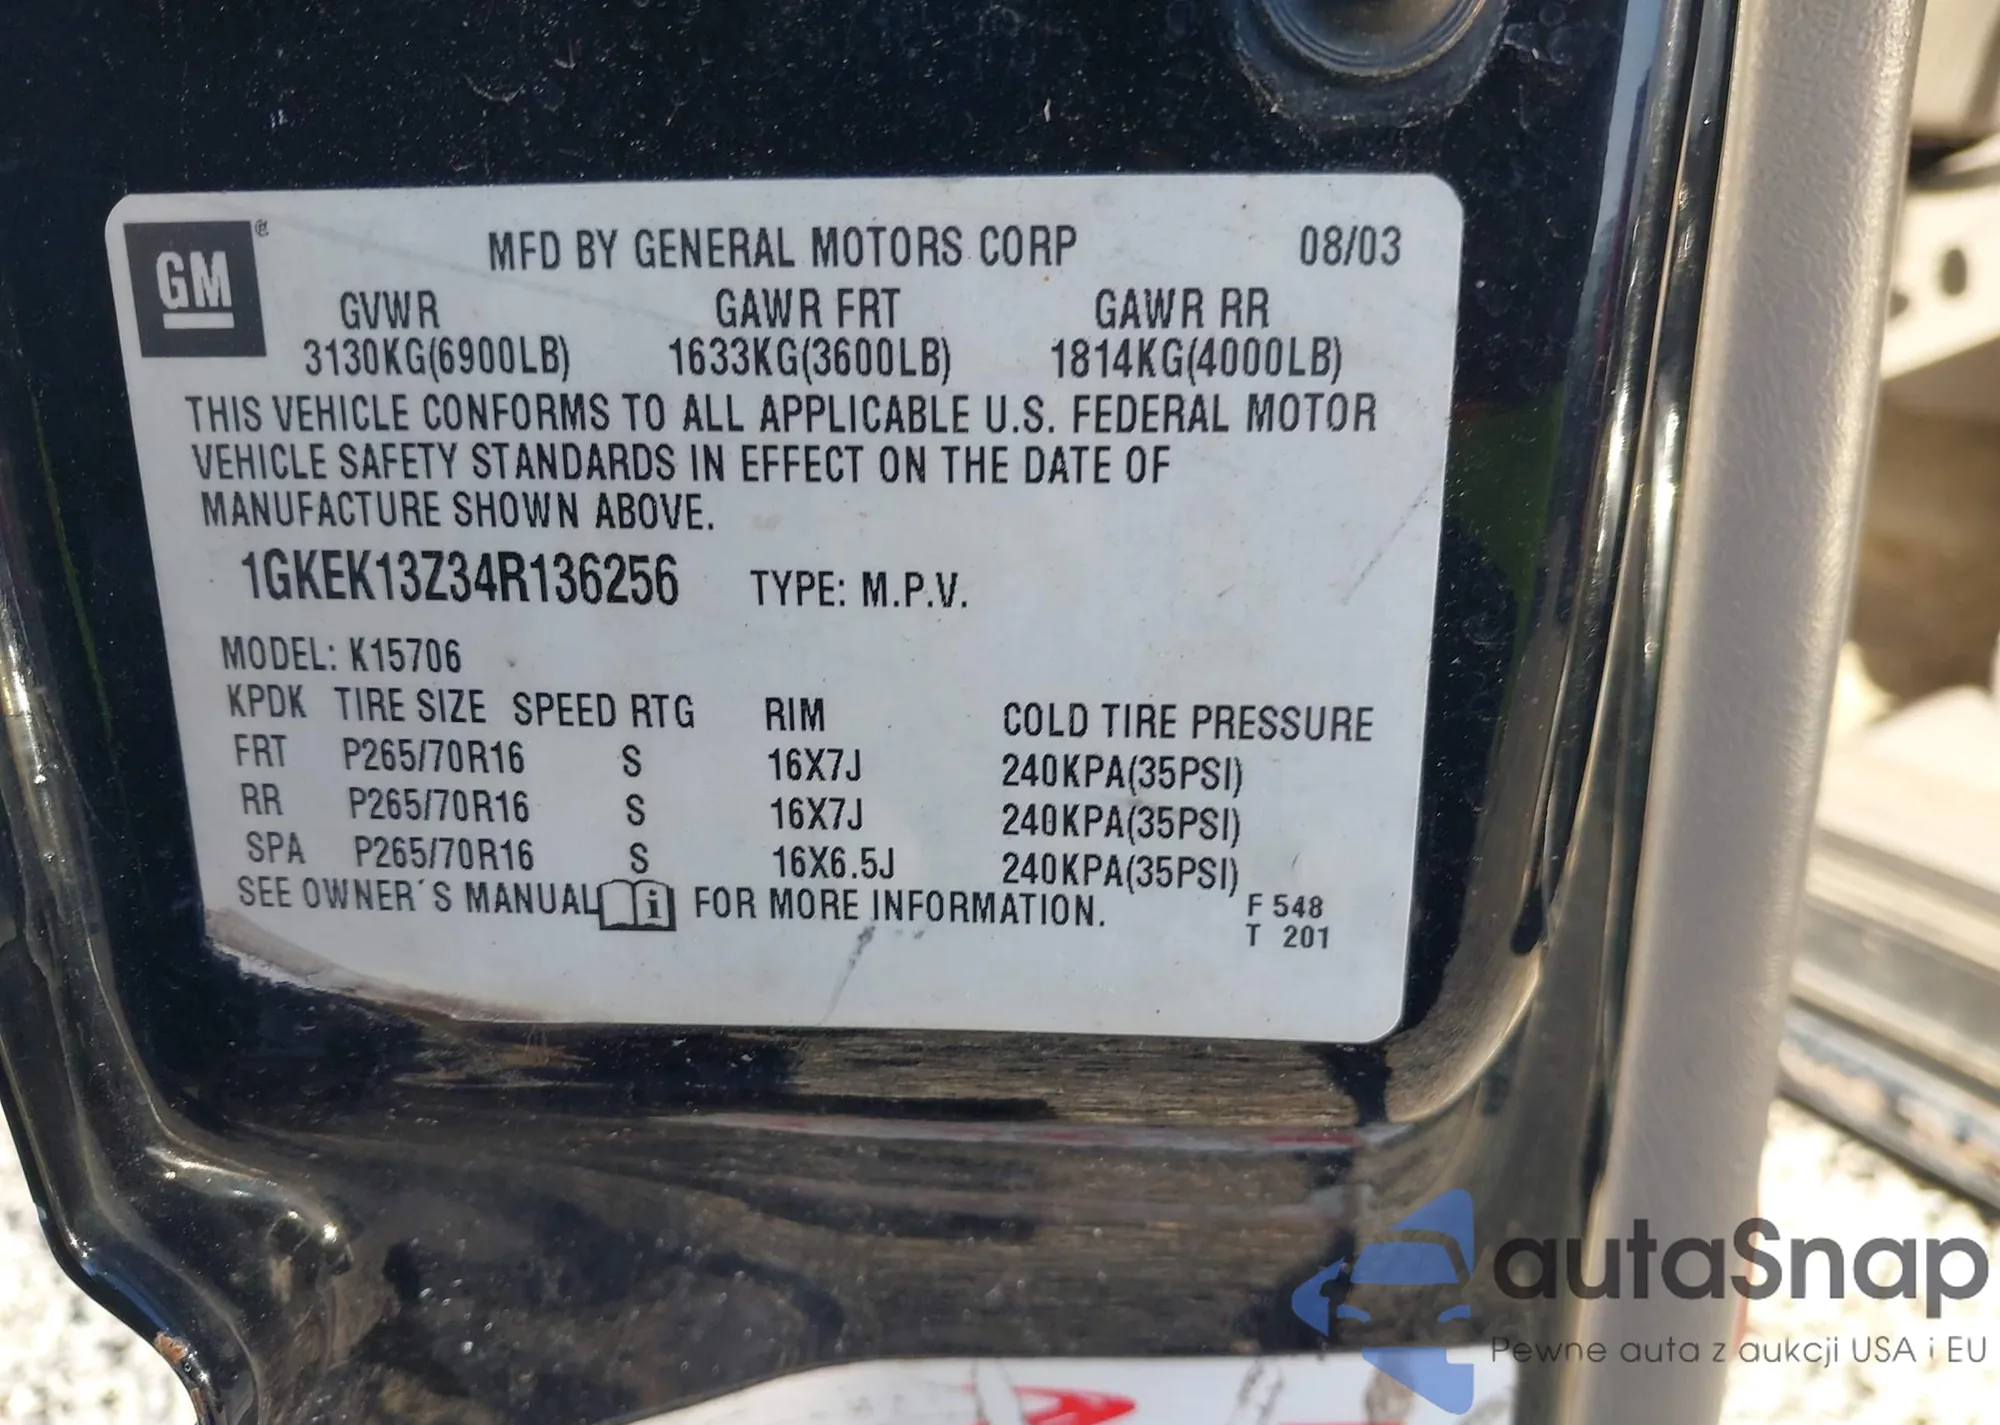 GM
MFD BY GENERAL MOTORS CORP 08/03
GVWR GAWR FRT GAWR RR
3130KG(6900LB) 1633KG(3600LB) 1814KG(4000LB)
THIS VEHICLE CONFORMS TO ALL APPLICABLE U.S. FEDERAL MOTOR
VEHICLE SAFETY STANDARDS IN EFFECT ON THE DATE OF
MANUFACTURE SHOWN ABOVE.
1GKEK13Z34R136256 TYPE: M.P.V.
MODEL: K15706
KPDK TIRE SIZE SPEED RTG RIM COLD TIRE PRESSURE
FRT P265/70R16 S 16X7J 240KPA(35PSI)
RR P265/70R16 S 16X7J 240KPA(35PSI)
SPA P265/70R16 S 16X6.5J 240KPA(35PSI)
SEE OWNER´S MANUAL i FOR MORE INFORMATION.
F 548
T 201
autaSnap
Pewne auta z aukcji USA i EU